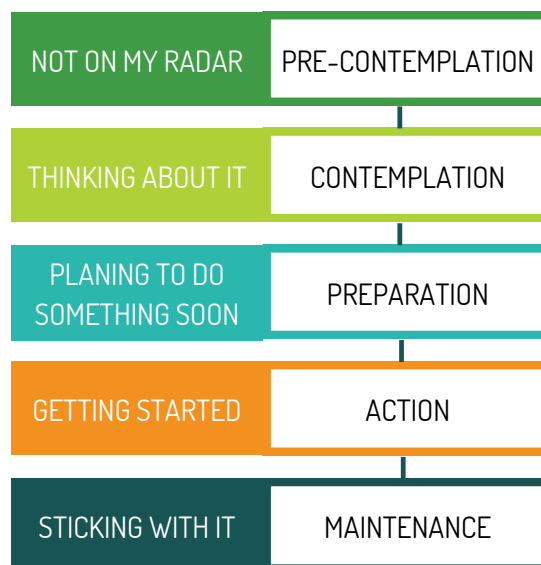 NOT ON MY RADAR
PRE-CONTEMPLATION
THINKING ABOUT IT
CONTEMPLATION
PLANING TO DO
SOMETHING SOON
PREPARATION
GETTING STARTED
ACTION
STICKING WITH IT
MAINTENANCE